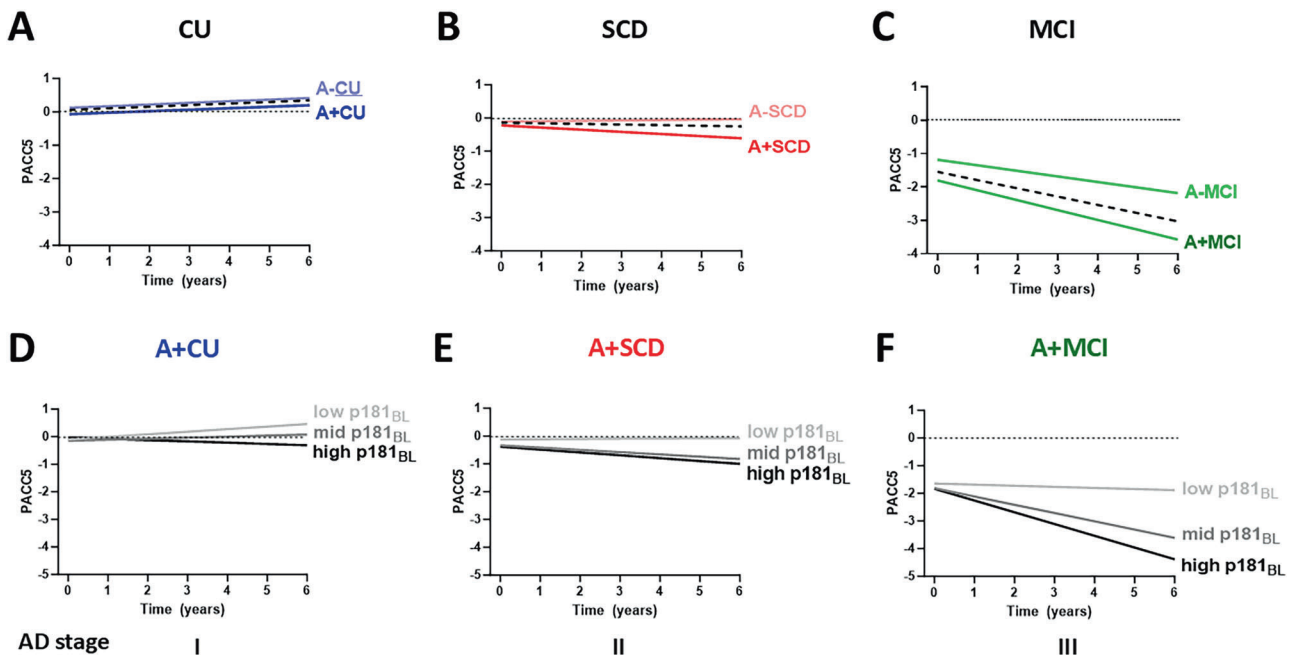 A CU
B SCD
C MCI
1
0
-1
-2
-3
-4
PACC5
0 1 2 3 4 5 6
Time (years)
A-CU
A+CU
1
0
-1
-2
-3
-4
PACC5
0 1 2 3 4 5 6
Time (years)
A-SCD
A+SCD
1
0
-1
-2
-3
-4
PACC5
0 1 2 3 4 5 6
Time (years)
A-MCI
A+MCI
D A+CU
E A+SCD
F A+MCI
1
0
-1
-2
-3
-4
-5
PACC5
0 1 2 3 4 5 6
Time (years)
low p181BL
mid p181BL
high p181BL
1
0
-1
-2
-3
-4
-5
PACC5
0 1 2 3 4 5 6
Time (years)
low p181BL
mid p181BL
high p181BL
1
0
-1
-2
-3
-4
-5
PACC5
0 1 2 3 4 5 6
Time (years)
low p181BL
mid p181BL
high p181BL
AD stage I II III